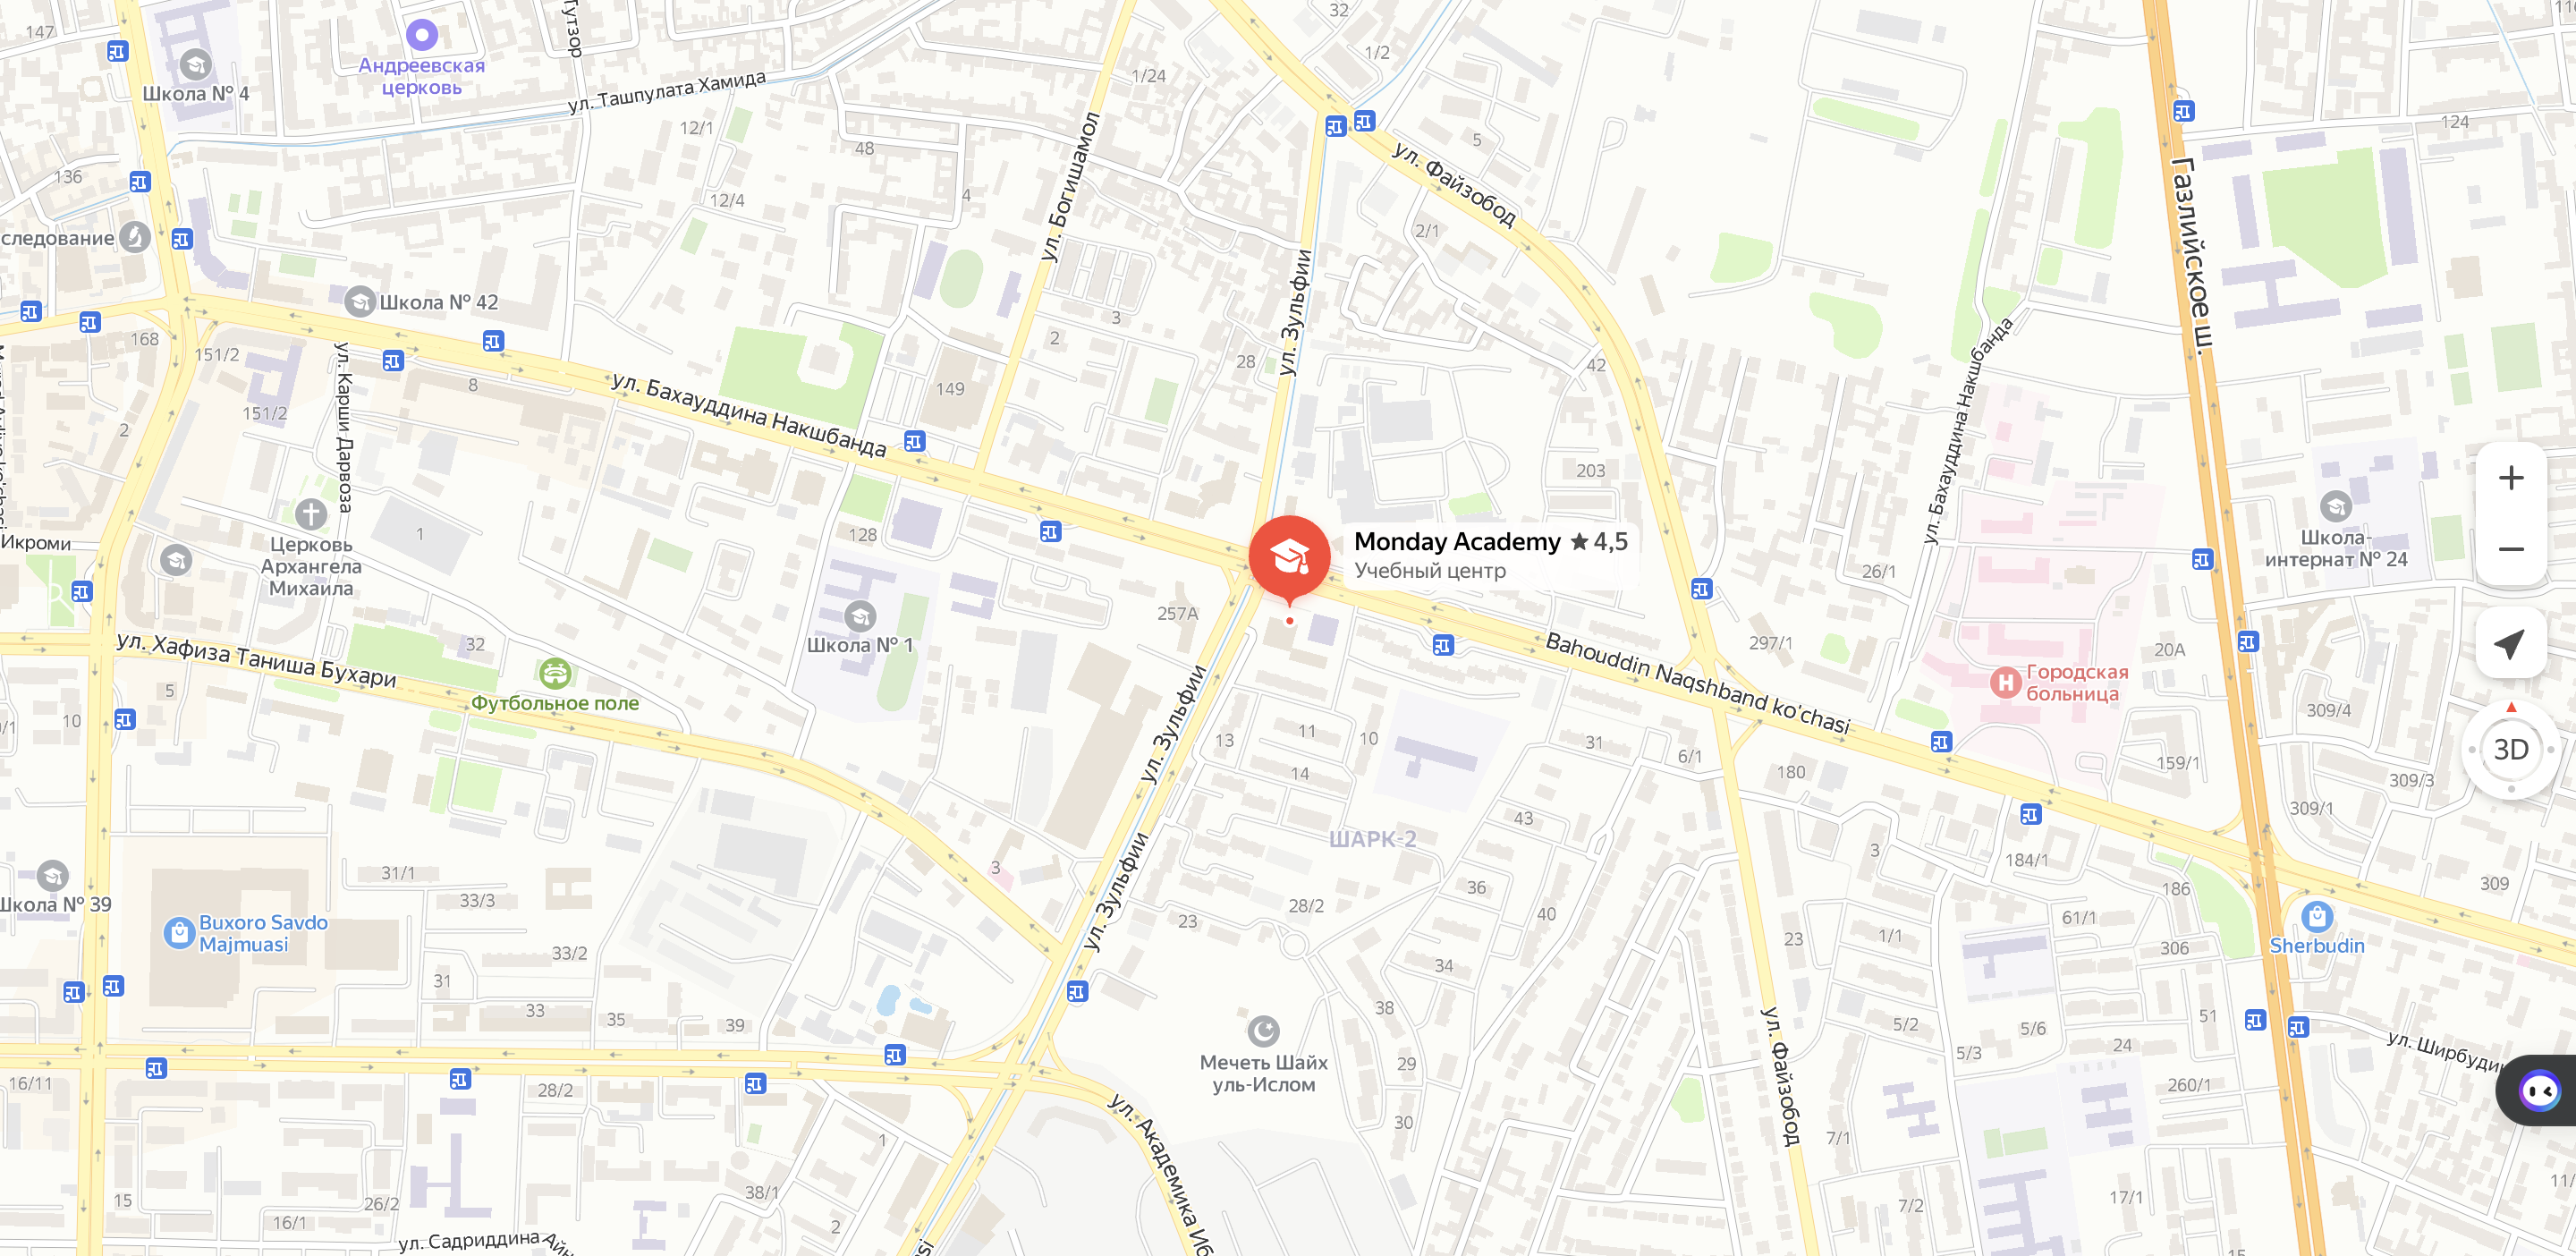 147
Школа № 4
Андреевская
церковь
Гутзор
ул. Ташпулата Хамида
32
1/2
1/24
12/1
48
4
12/4
136
5
ул. Богишамол
ул. Файзобод
2/1
124
Газлийское ш.
следование
Школа № 42
168
151/2
151/2
2
8
ул. Карши Дарвоза
ул. Бахауддина Накшбанда
149
2
3
28
ул. Зульфии
42
203
ул. Бахауддина Накшбанда
Икроми
1
Церковь
Архангела
Михаила
128
Школа № 1
257А
Monday Academy ★ 4,5
Учебный центр
26/1
297/1
Школа-
интернат № 24
Городская
больница
20А
309/4
3D
ул. Хафиза Таниша Бухари
32
5
10
Футбольное поле
Bahouddin Naqshband ko'chasi
ул. Зульфии
13
11
10
14
31
6/1
180
159/1
309/3
309/1
ШАРК-2
43
36
40
3
184/1
186
309
Школа № 39
Buxoro Savdo
Majmuasi
31/1
33/3
33/2
31
33
35
39
3
ул. Зульфии
23
28/2
34
38
23
1/1
61/1
306
Sherbudin
51
5/2
5/6
5/3
24
260/1
ул. Ширбудин
Мечеть Шайх
уль-Ислом
29
30
ул. Файзобод
7/1
7/2
17/1
16/11
28/2
15
16/1
26/2
38/1
1
2
ул. Академика Иб
ул. Садриддина Айн